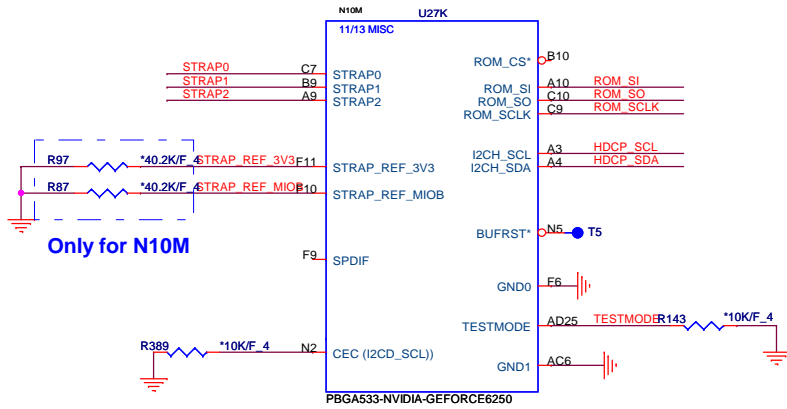 N10M
U27K
11/13 MISC
STRAP0 C7 STRAP0
STRAP1 B9 STRAP1
STRAP2 A9 STRAP2
ROM_CS* B10
ROM_SI A10 ROM_SI
ROM_SO C10 ROM_SO
ROM_SCLK C9 ROM_SCLK
R97 *40.2K/F_4 STRAP_REF_3V3 F11 STRAP_REF_3V3
R87 *40.2K/F_4 STRAP_REF_MIOB F10 STRAP_REF_MIOB
I2CH_SCL A3 HDCP_SCL
I2CH_SDA A4 HDCP_SDA
Only for N10M
BUFRST* N5 T5
F9 SPDIF
GND0 F6
TESTMODE AD25 TESTMODE R143 *10K/F_4
R389 *10K/F_4 N2 CEC (I2CD_SCL))
GND1 AC6
PBGA533-NVIDIA-GEFORCE6250